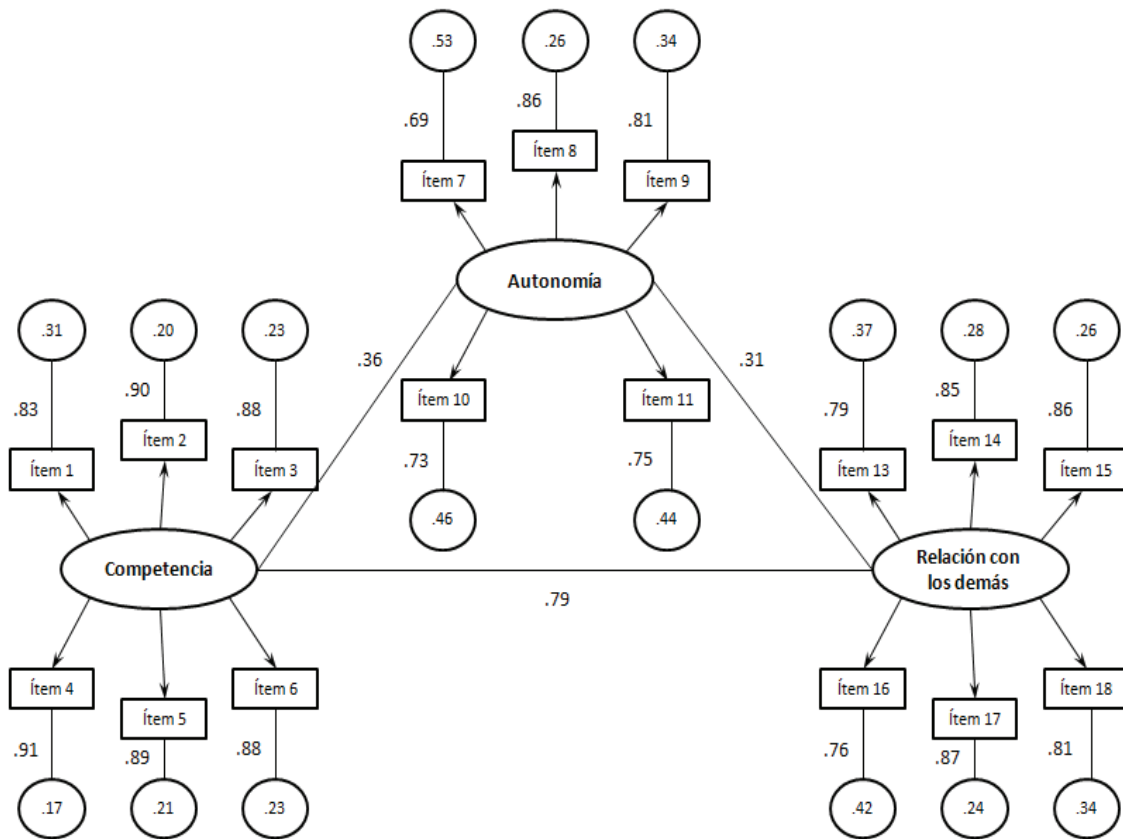 .53
.26
.34
.69
.86
.81
Ítem 7
Ítem 8
Ítem 9
Autonomía
.36
.31
Ítem 10
Ítem 11
.73
.75
.46
.44
.31
.20
.23
.83
.90
.88
Ítem 1
Ítem 2
Ítem 3
Competencia
Ítem 4
Ítem 5
Ítem 6
.91
.89
.88
.17
.21
.23
.79
.37
.28
.26
.79
.85
.86
Ítem 13
Ítem 14
Ítem 15
Relación con
los demás
Ítem 16
Ítem 17
Ítem 18
.76
.87
.81
.42
.24
.34